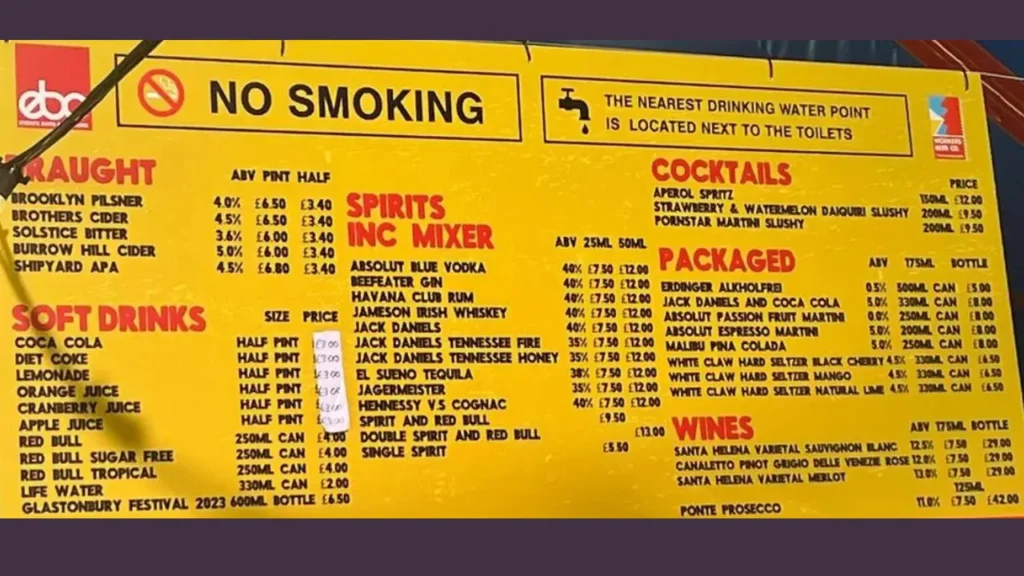 ebc
NO SMOKING
THE NEAREST DRINKING WATER POINT
IS LOCATED NEXT TO THE TOILETS
WORKERS BEER CO.
DRAUGHT
ABV PINT HALF
BROOKLYN PILSNER 4.0% £6.50 £3.40
BROTHERS CIDER 4.5% £6.50 £3.40
SOLSTICE BITTER 3.6% £6.00 £3.40
BURROW HILL CIDER 5.0% £6.00 £3.40
SHIPYARD APA 4.5% £6.80 £3.40
SOFT DRINKS
SIZE PRICE
COCA COLA HALF PINT £3.00
DIET COKE HALF PINT £3.00
LEMONADE HALF PINT £3.00
ORANGE JUICE HALF PINT £3.00
CRANBERRY JUICE HALF PINT £3.00
APPLE JUICE HALF PINT £3.00
RED BULL 250ML CAN £4.00
RED BULL SUGAR FREE 250ML CAN £4.00
RED BULL TROPICAL 250ML CAN £4.00
LIFE WATER 330ML CAN £2.00
GLASTONBURY FESTIVAL 2023 600ML BOTTLE £6.50
SPIRITS
INC MIXER
ABV 25ML 50ML
ABSOLUT BLUE VODKA 40% £7.50 £12.00
BEEFEATER GIN 40% £7.50 £12.00
HAVANA CLUB RUM 40% £7.50 £12.00
JAMESON IRISH WHISKEY 40% £7.50 £12.00
JACK DANIELS 40% £7.50 £12.00
JACK DANIELS TENNESSEE FIRE 35% £7.50 £12.00
JACK DANIELS TENNESSEE HONEY 35% £7.50 £12.00
EL SUENO TEQUILA 38% £7.50 £12.00
JAGERMEISTER 35% £7.50 £12.00
HENNESSY V.S COGNAC 40% £7.50 £12.00
SPIRIT AND RED BULL £9.50
DOUBLE SPIRIT AND RED BULL £13.00
SINGLE SPIRIT £5.50
COCKTAILS
PRICE
APEROL SPRITZ 150ML £12.00
STRAWBERRY & WATERMELON DAIQUIRI SLUSHY 200ML £9.50
PORNSTAR MARTINI SLUSHY 200ML £9.50
PACKAGED
ABV 175ML BOTTLE
ERDINGER ALKHOLFREI 0.5% 500ML CAN £5.00
JACK DANIELS AND COCA COLA 5.0% 330ML CAN £8.00
ABSOLUT PASSION FRUIT MARTINI 0.0% 250ML CAN £8.00
ABSOLUT ESPRESSO MARTINI 5.0% 200ML CAN £8.00
MALIBU PINA COLADA 5.0% 250ML CAN £8.00
WHITE CLAW HARD SELTZER BLACK CHERRY 4.5% 330ML CAN £6.50
WHITE CLAW HARD SELTZER MANGO 4.5% 330ML CAN £6.50
WHITE CLAW HARD SELTZER NATURAL LIME 4.5% 330ML CAN £6.50
WINES
ABV 175ML BOTTLE
SANTA HELENA VARIETAL SAUVIGNON BLANC 12.5% £7.50 £29.00
CANALETTO PINOT GRIGIO DELLE VENEZIE ROSE 12.0% £7.50 £29.00
SANTA HELENA VARIETAL MERLOT 13.0% £7.50 £29.00
125ML
PONTE PROSECCO 11.0% £7.50 £42.00